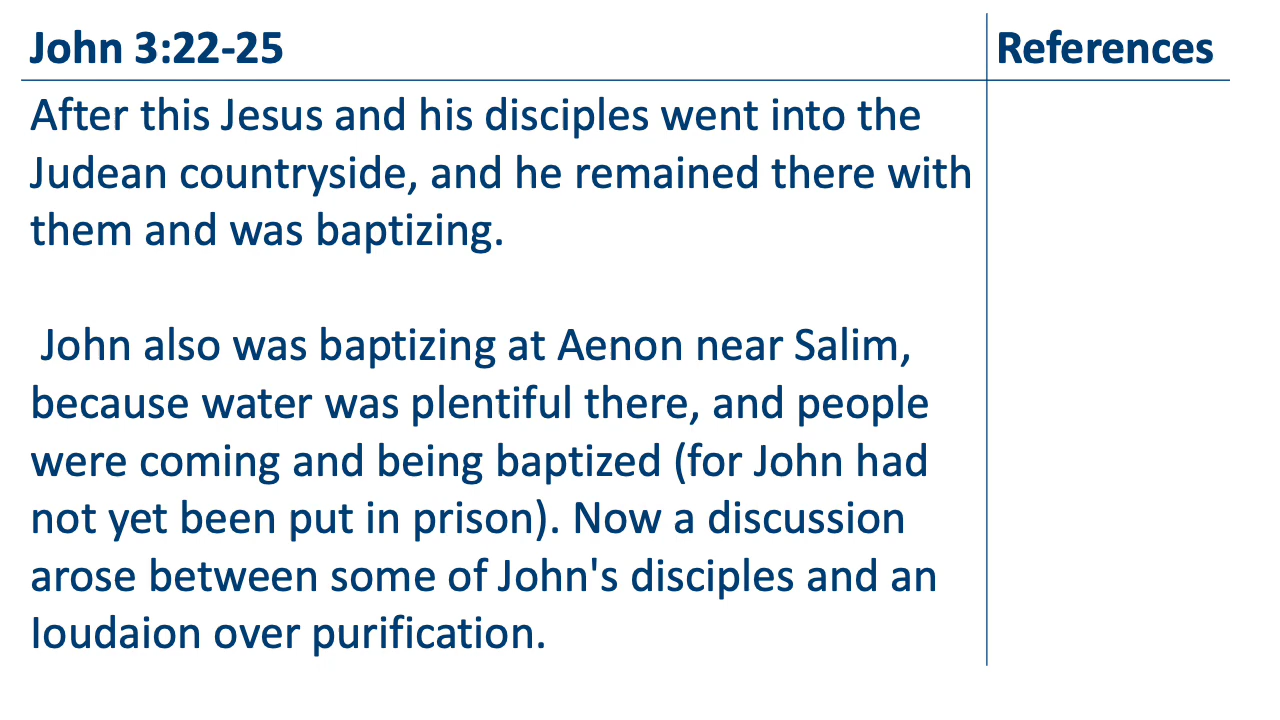 John 3:22-25
References
After this Jesus and his disciples went into the
Judean countryside, and he remained there with
them and was baptizing.
John also was baptizing at Aenon near Salim,
because water was plentiful there, and people
were coming and being baptized (for John had
not yet been put in prison). Now a discussion
arose between some of John's disciples and an
Ioudaion over purification.